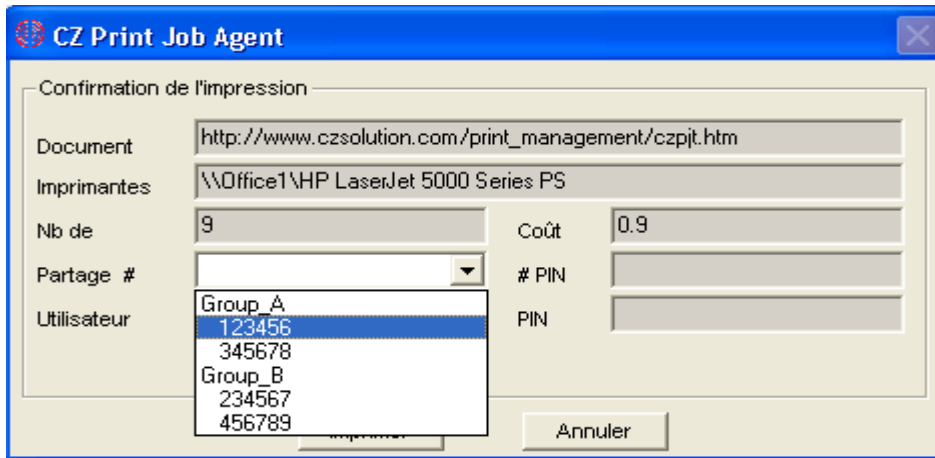 CZ Print Job Agent
Confirmation de l'impression
Document http://www.czsolution.com/print_management/czpjt.htm
Imprimantes \\Office1\HP LaserJet 5000 Series PS
Nb de 9 Coût 0.9
Partage # # PIN
Utilisateur PIN
Group_A
123456
345678
Group_B
234567
456789
Annuler